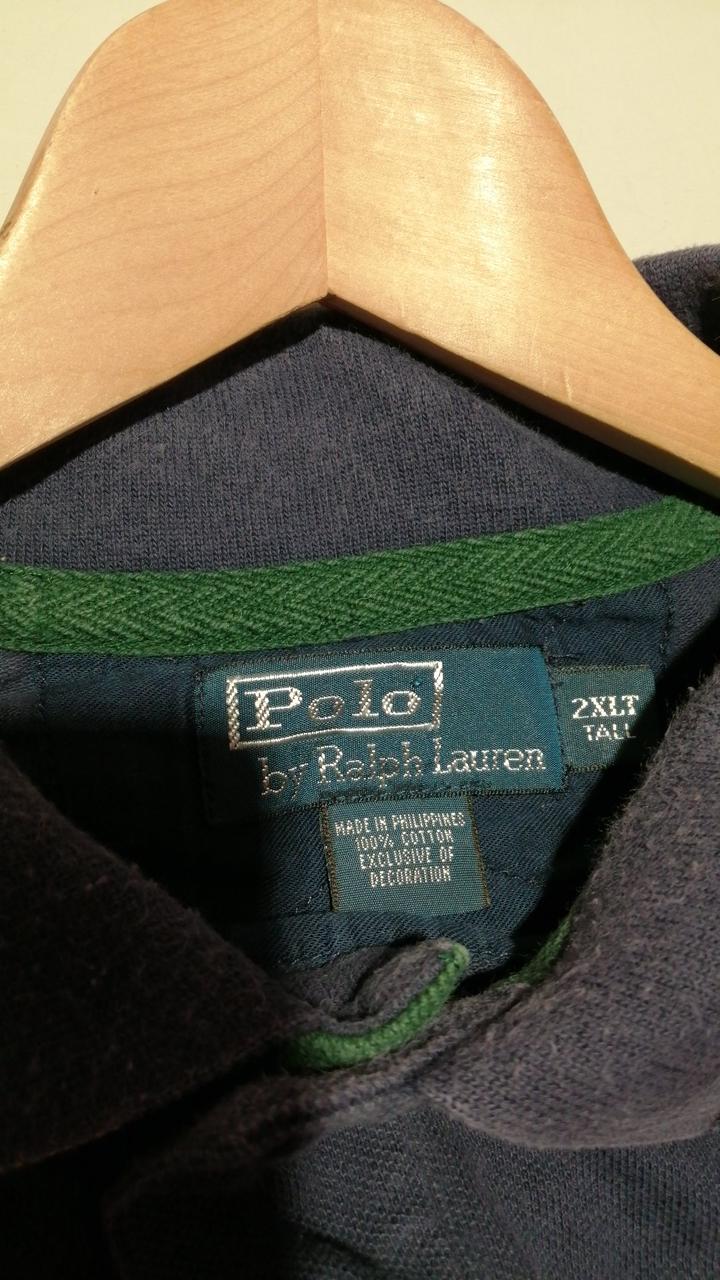 Polo
by Ralph Lauren
2XLT
TALL
MADE IN PHILIPPINES
100% COTTON
EXCLUSIVE OF
DECORATION